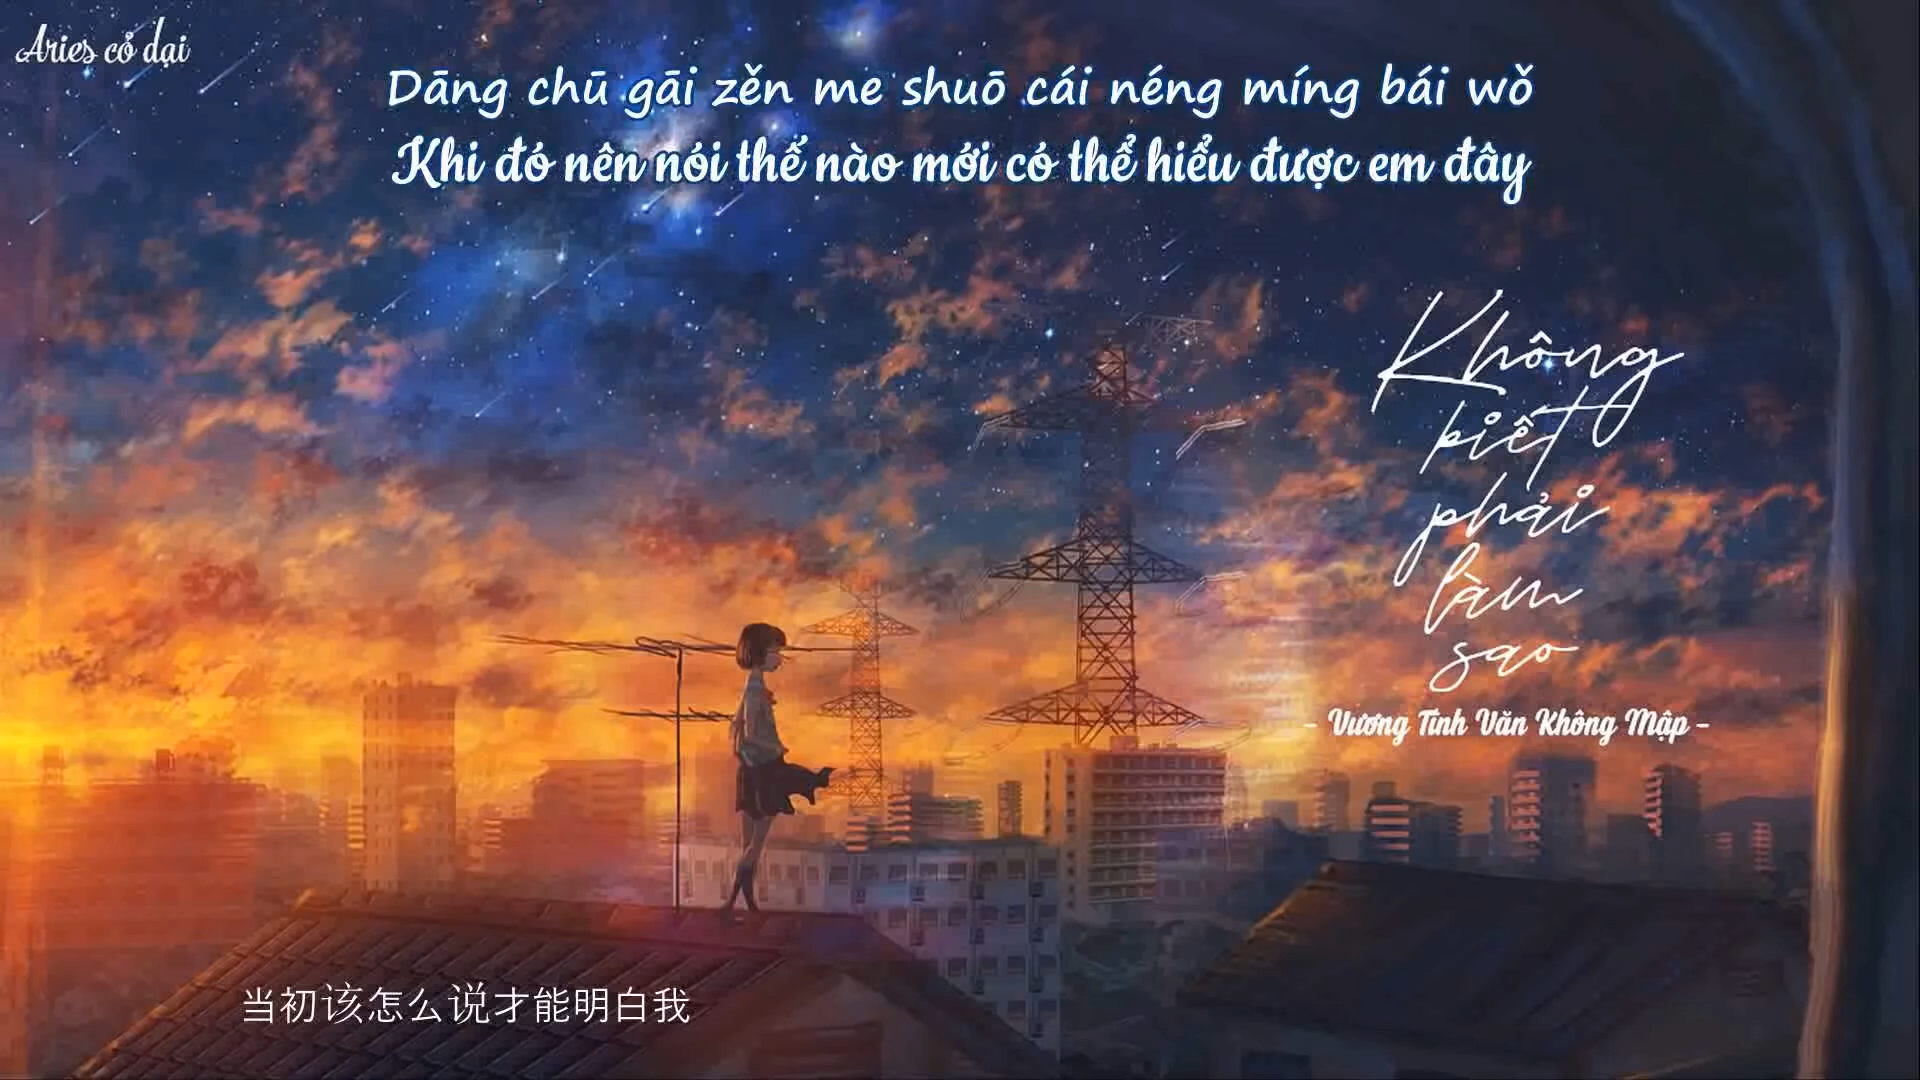 Aries cỏ dại
Dāng chū gāi zěn me shuō cái néng míng bái wǒ
Khi đó nên nói thế nào mới có thể hiểu được em đây
Không
biết
phải
làm
sao
- Vương Tĩnh Văn Không Mập -
当初该怎么说才能明白我